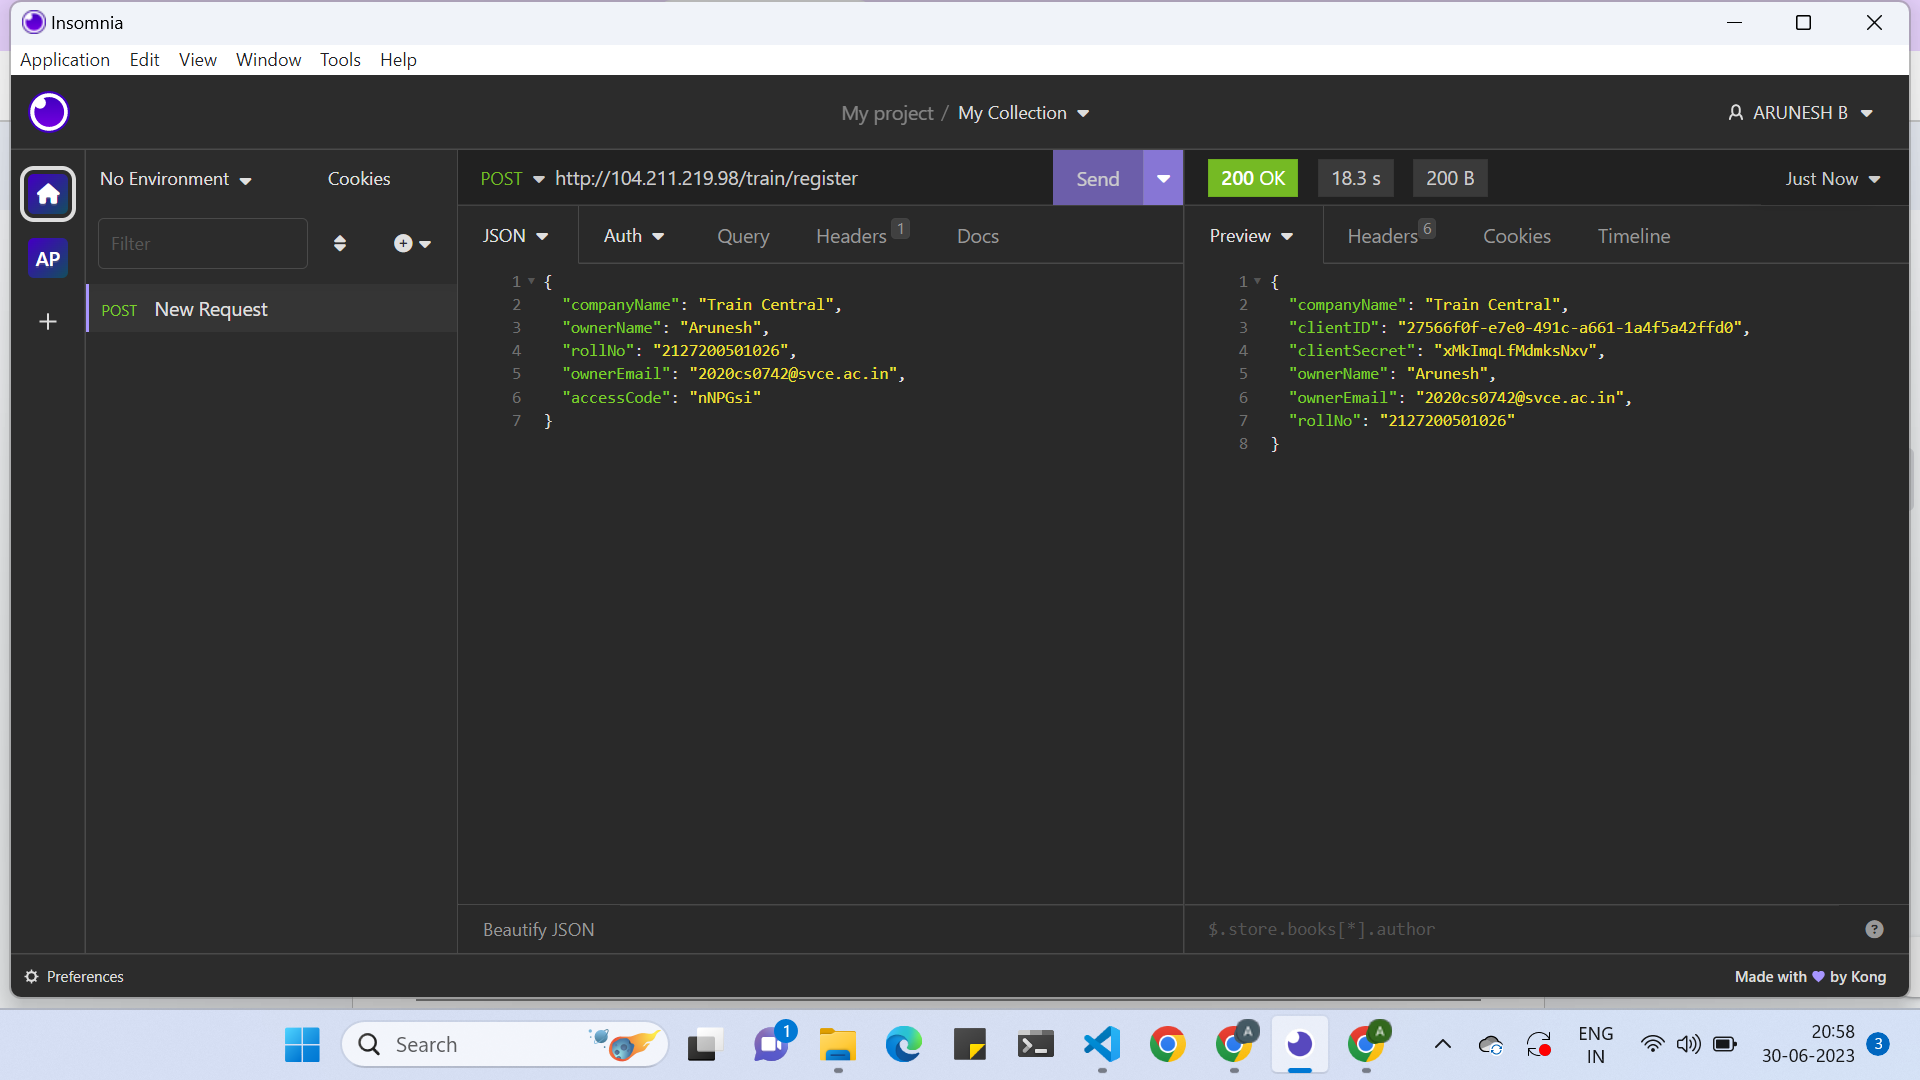 Insomnia
Application Edit View Window Tools Help
My project / My Collection
ARUNESH B
No Environment Cookies
POST http://104.211.219.98/train/register Send
200 OK 18.3 s 200 B Just Now
Filter
JSON Auth Query Headers 1 Docs
Preview Headers 6 Cookies Timeline
AP
POST New Request
1 {
2 "companyName": "Train Central",
3 "ownerName": "Arunesh",
4 "rollNo": "2127200501026",
5 "ownerEmail": "2020cs0742@svce.ac.in",
6 "accessCode": "nNPGsi"
7 }
1 {
2 "companyName": "Train Central",
3 "clientID": "27566f0f-e7e0-491c-a661-1a4f5a42ffd0",
4 "clientSecret": "xMkImqLfMdmksNxv",
5 "ownerName": "Arunesh",
6 "ownerEmail": "2020cs0742@svce.ac.in",
7 "rollNo": "2127200501026"
8 }
Beautify JSON
$.store.books[*].author
?
Preferences
Made with 💜 by Kong
Search
1
A
A
ENG
IN
20:58
30-06-2023
3